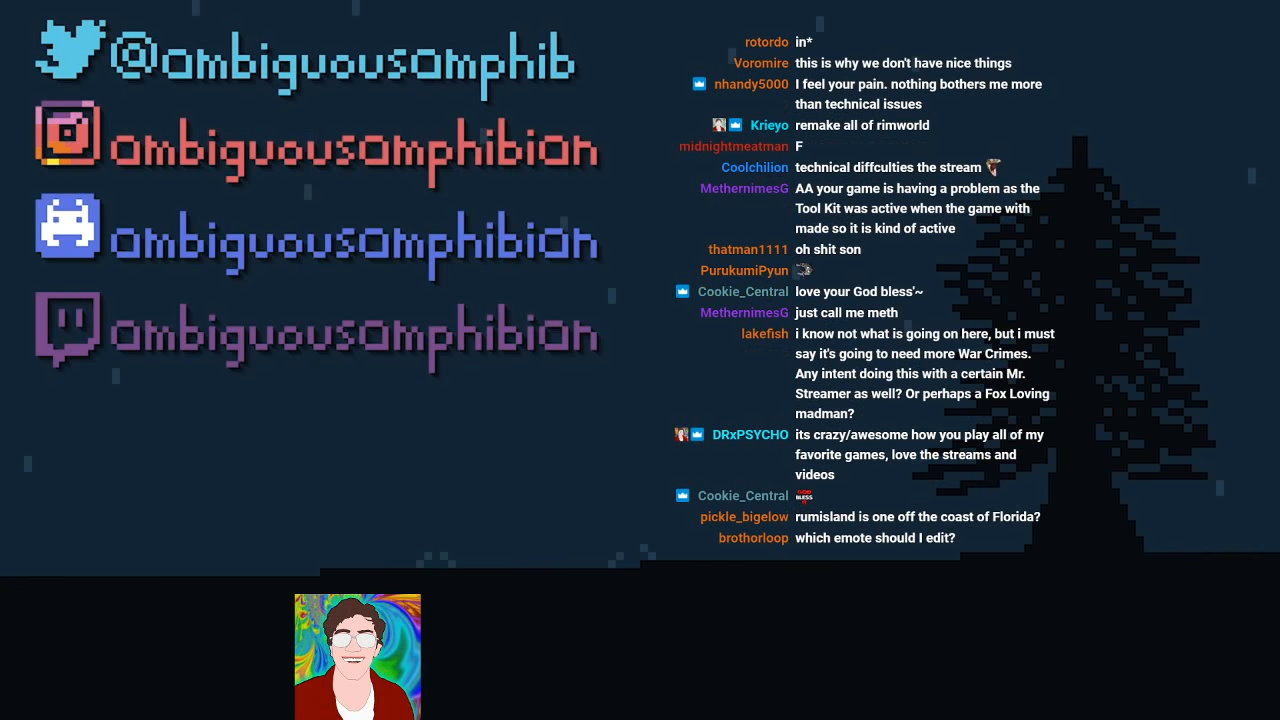 @ambiguousamphib
ambiguousamphibian
ambiguousamphibian
ambiguousamphibian
rotordo in*
Voromire this is why we don't have nice things
nhandy5000 I feel your pain. nothing bothers me more
than technical issues
Krieyo remake all of rimworld
midnightmeatman F
Coolchilion technical diffculties the stream
MethernimesG AA your game is having a problem as the
Tool Kit was active when the game with
made so it is kind of active
thatman1111 oh shit son
PurukumiPyun
Cookie_Central love your God bless'~
MethernimesG just call me meth
lakefish i know not what is going on here, but i must
say it's going to need more War Crimes.
Any intent doing this with a certain Mr.
Streamer as well? Or perhaps a Fox Loving
madman?
DRxPSYCHO its crazy/awesome how you play all of my
favorite games, love the streams and
videos
Cookie_Central
pickle_bigelow rumisland is one off the coast of Florida?
brothorloop which emote should I edit?